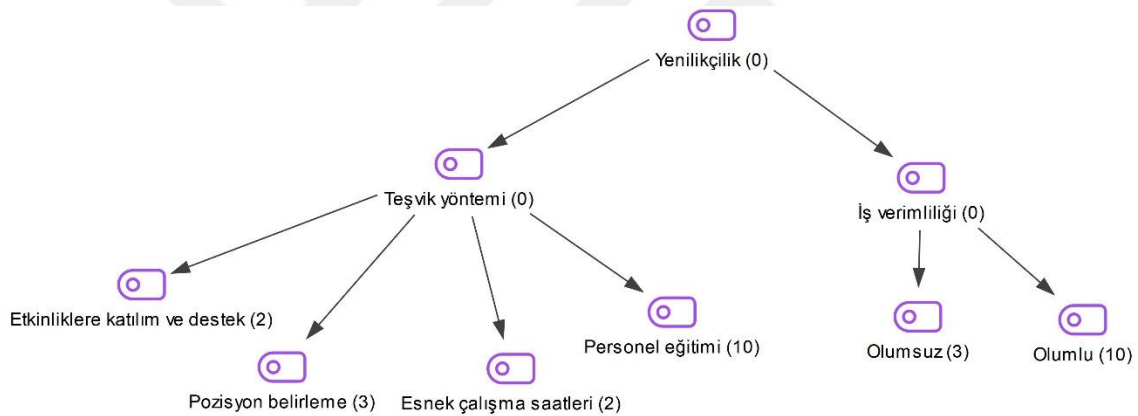 Yenilikçilik (0)
Teşvik yöntemi (0)
İş verimliliği (0)
Etkinliklere katılım ve destek (2)
Personel eğitimi (10)
Olumsuz (3)
Olumlu (10)
Pozisyon belirleme (3)
Esnek çalışma saatleri (2)